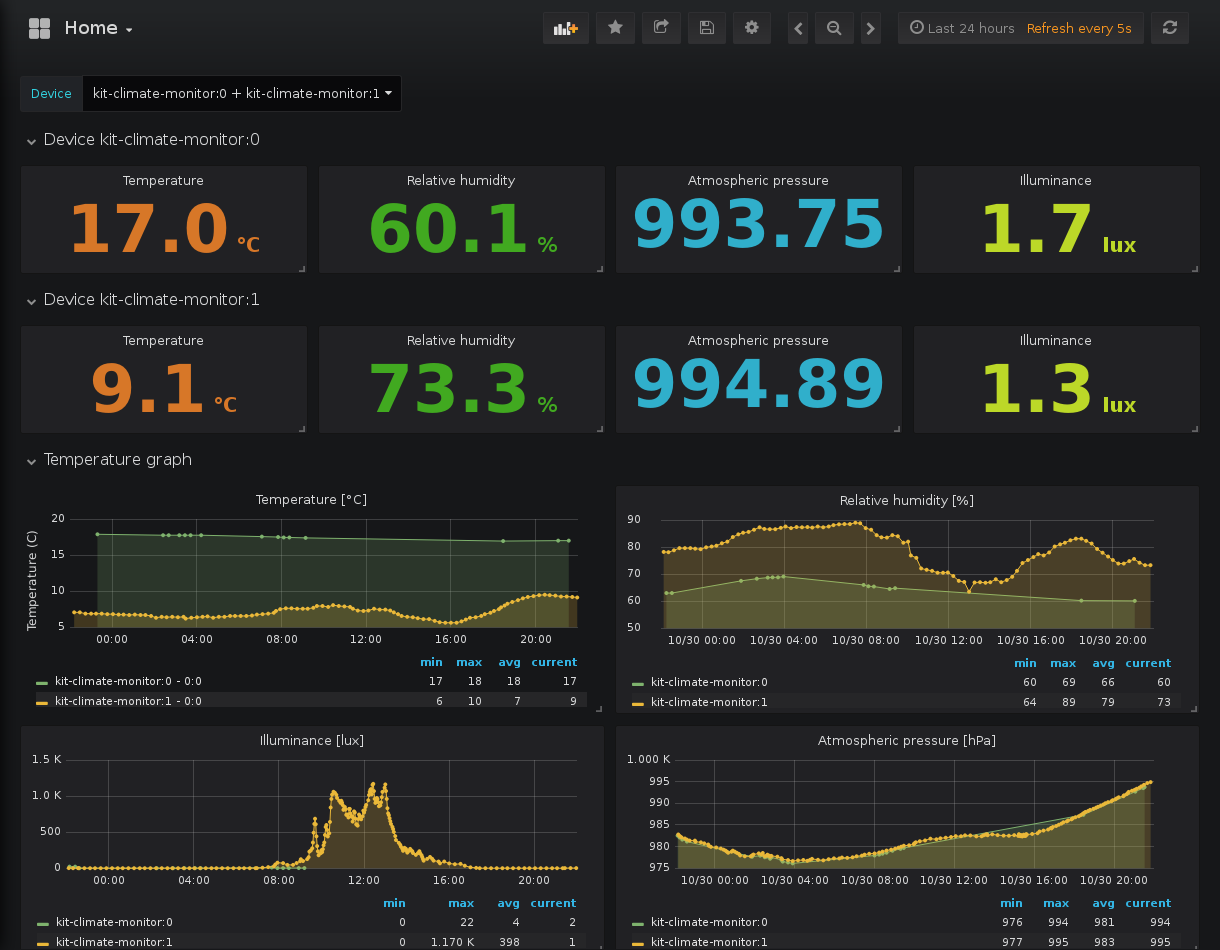 Home
Last 24 hours Refresh every 5s
Device kit-climate-monitor:0 + kit-climate-monitor:1
Device kit-climate-monitor:0
Temperature Relative humidity Atmospheric pressure Illuminance
17.0 °C 60.1 % 993.75 1.7 lux
Device kit-climate-monitor:1
Temperature Relative humidity Atmospheric pressure Illuminance
9.1 °C 73.3 % 994.89 1.3 lux
Temperature graph
Temperature [°C]
Temperature (C)
20
15
10
5
00:00 04:00 08:00 12:00 16:00 20:00
min max avg current
kit-climate-monitor:0 - 0:0 17 18 18 17
kit-climate-monitor:1 - 0:0 6 10 7 9
Relative humidity [%]
90
80
70
60
50
10/30 00:00 10/30 04:00 10/30 08:00 10/30 12:00 10/30 16:00 10/30 20:00
min max avg current
kit-climate-monitor:0 60 69 66 60
kit-climate-monitor:1 64 89 79 73
Illuminance [lux]
1.5 K
1.0 K
500
0
00:00 04:00 08:00 12:00 16:00 20:00
min max avg current
kit-climate-monitor:0 0 22 4 2
kit-climate-monitor:1 0 1.170 K 398 1
Atmospheric pressure [hPa]
1.000 K
995
990
985
980
975
10/30 00:00 10/30 04:00 10/30 08:00 10/30 12:00 10/30 16:00 10/30 20:00
min max avg current
kit-climate-monitor:0 976 994 981 994
kit-climate-monitor:1 977 995 983 995